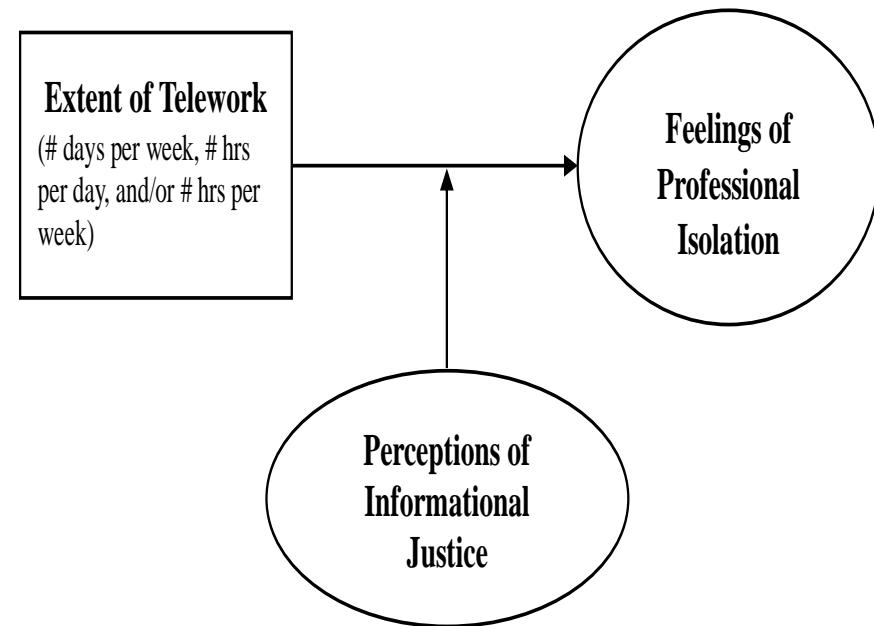 Extent of Telework
(# days per week, # hrs
per day, and/or # hrs per
week)
Feelings of
Professional
Isolation
Perceptions of
Informational
Justice